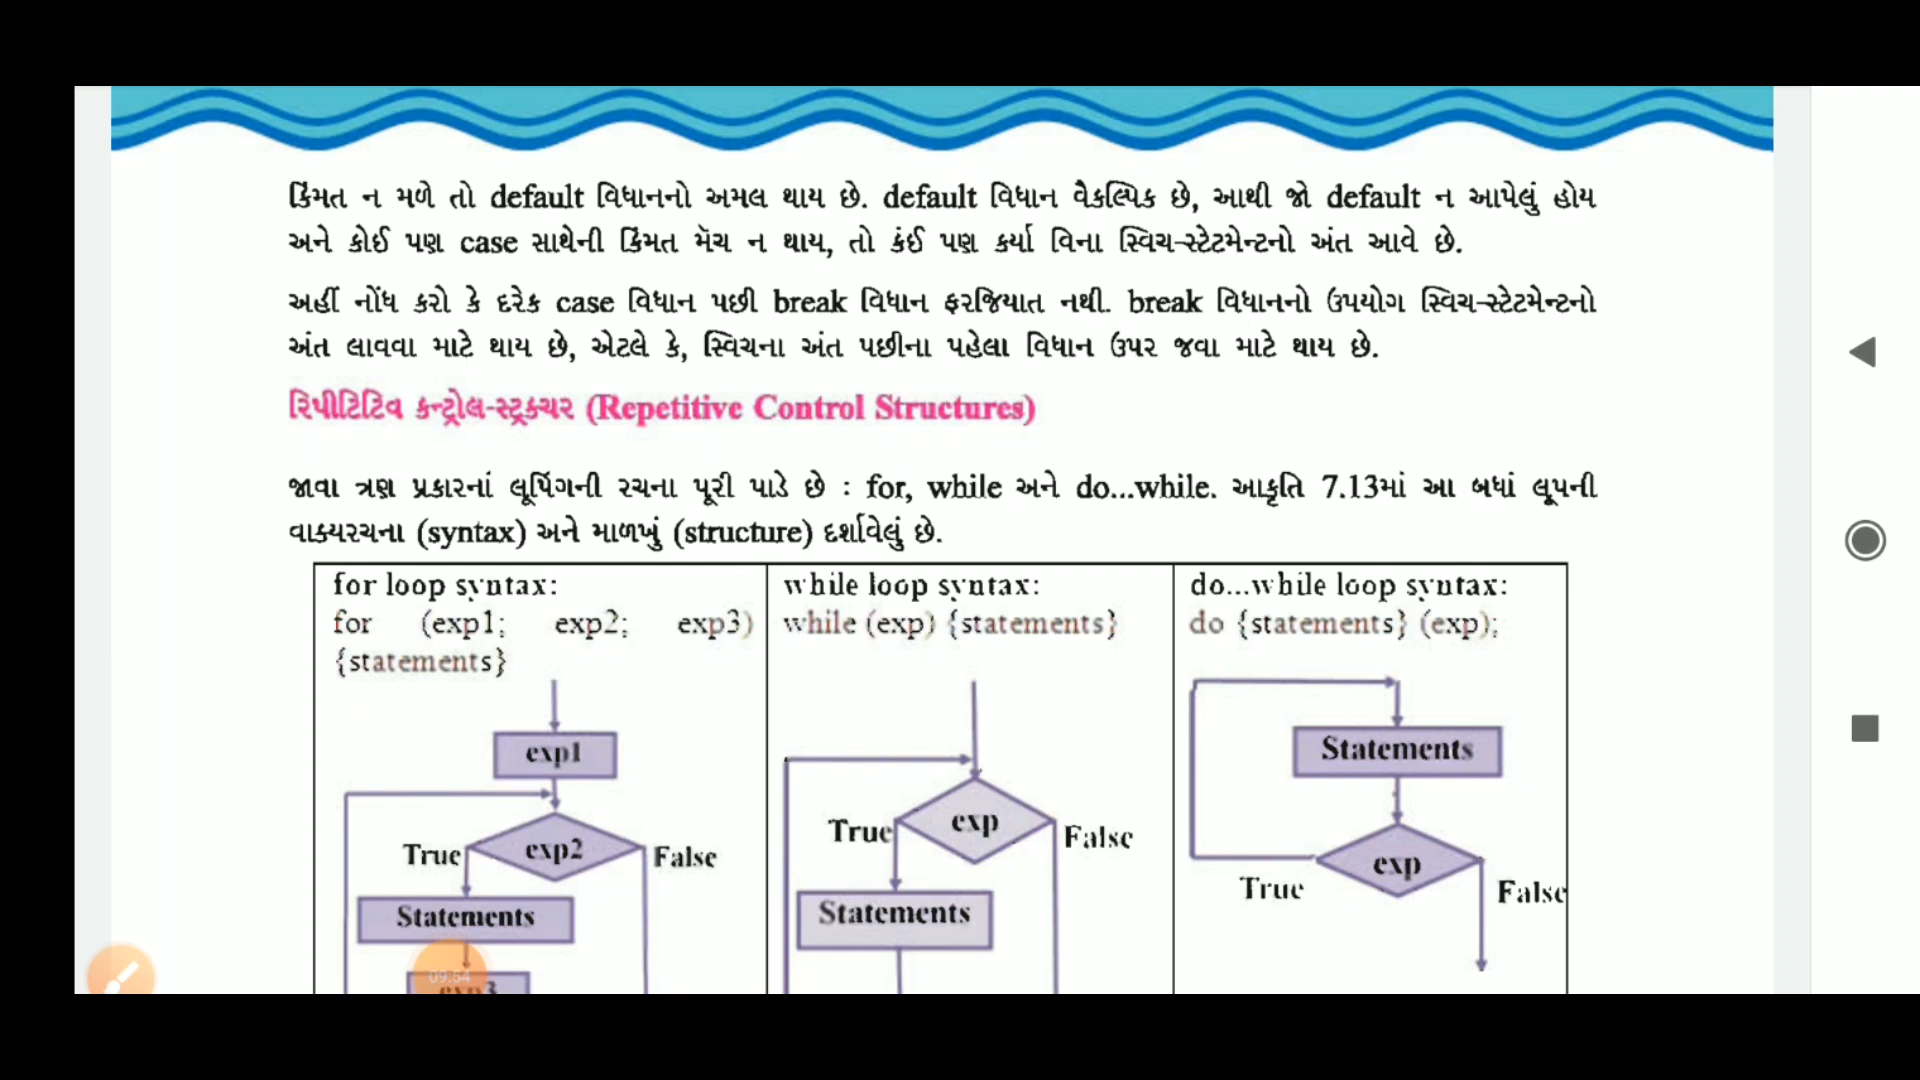 કિંમત ન મળે તો default વિધાનનો અમલ થાય છે. default વિધાન વૈકલ્પિક છે, આથી જો default ન આપેલું હોય
અને કોઈ પણ case સાથેની કિંમત મૅચ ન થાય, તો કંઈ પણ કર્યા વિના સ્વિચ-સ્ટેટમેન્ટનો અંત આવે છે.
અહીં નોંધ કરો કે દરેક case વિધાન પછી break વિધાન ફરજિયાત નથી. break વિધાનનો ઉપયોગ સ્વિચ-સ્ટેટમેન્ટનો
અંત લાવવા માટે થાય છે, એટલે કે, સ્વિચના અંત પછીના પહેલા વિધાન ઉપર જવા માટે થાય છે.
રિપીટિટિવ કન્ટ્રોલ-સ્ટ્રક્ચર (Repetitive Control Structures)
જાવા ત્રણ પ્રકારનાં લૂપિંગની રચના પૂરી પાડે છે : for, while અને do...while. આકૃતિ 7.13માં આ બધાં લૂપની
વાક્યરચના (syntax) અને માળખું (structure) દર્શાવેલું છે.
for loop syntax:
for (exp1; exp2; exp3)
{statements}
exp1
True
exp2
False
Statements
exp3
09:54
while loop syntax:
while (exp) {statements}
True
exp
False
Statements
do...while loop syntax:
do {statements} (exp);
Statements
exp
True
False